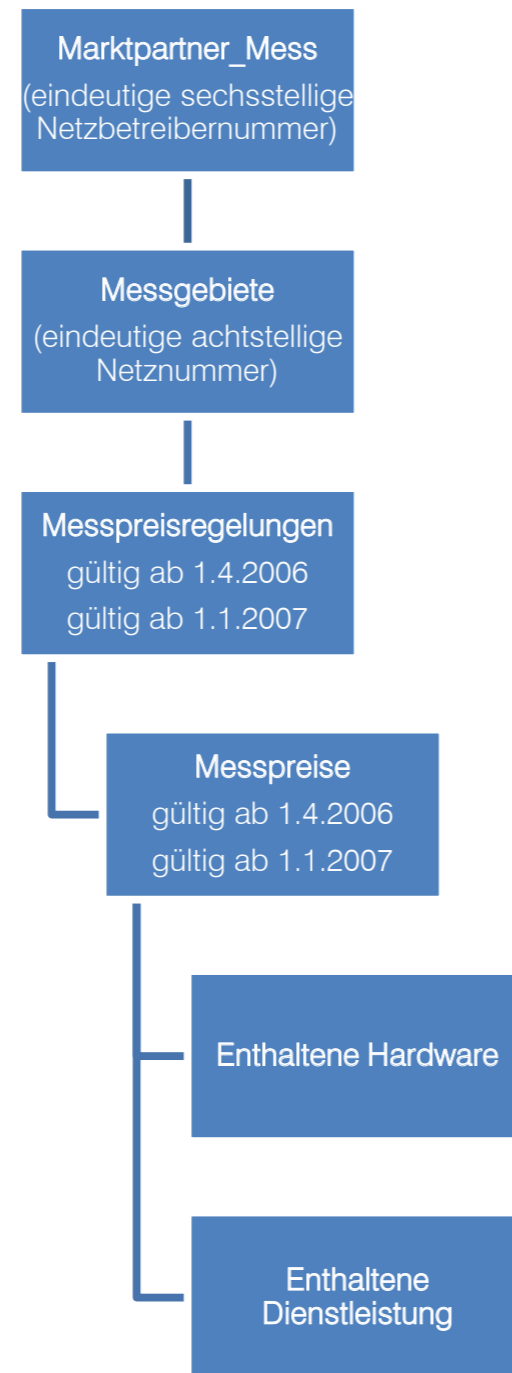 Marktpartner_Mess
(eindeutige sechsstellige
Netzbetreibernummer)
Messgebiete
(eindeutige achtstellige
Netznummer)
Messpreisregelungen
gültig ab 1.4.2006
gültig ab 1.1.2007
Messpreise
gültig ab 1.4.2006
gültig ab 1.1.2007
Enthaltene Hardware
Enthaltene
Dienstleistung